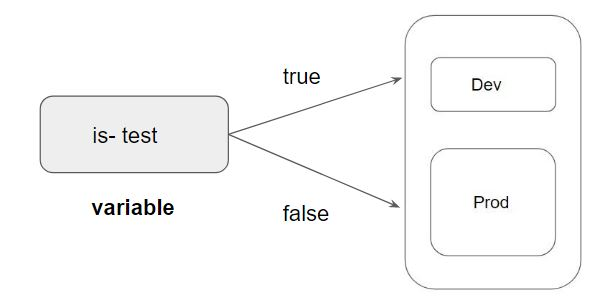 true
Dev
is- test
variable
false
Prod